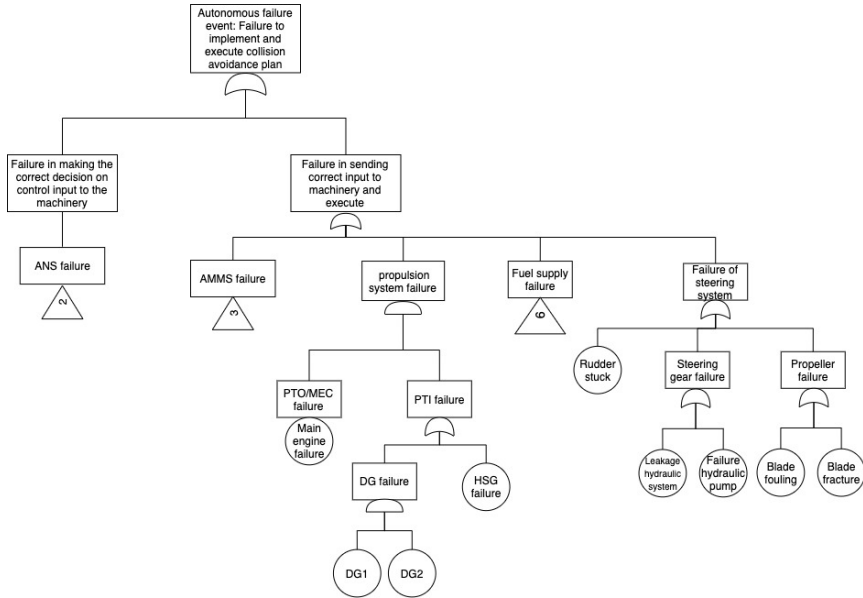 Autonomous failure
event: Failure to
implement and
execute collision
avoidance plan
Failure in making the
correct decision on
control input to the
machinery
Failure in sending
correct input to
machinery and
execute
ANS failure
2
AMMS failure
3
propulsion
system failure
Fuel supply
failure
6
Failure of
steering
system
Rudder
stuck
Steering
gear failure
Propeller
failure
PTO/MEC
failure
Main
engine
failure
PTI failure
Leakage
hydraulic
system
Failure
hydraulic
pump
Blade
fouling
Blade
fracture
DG failure
HSG
failure
DG1
DG2